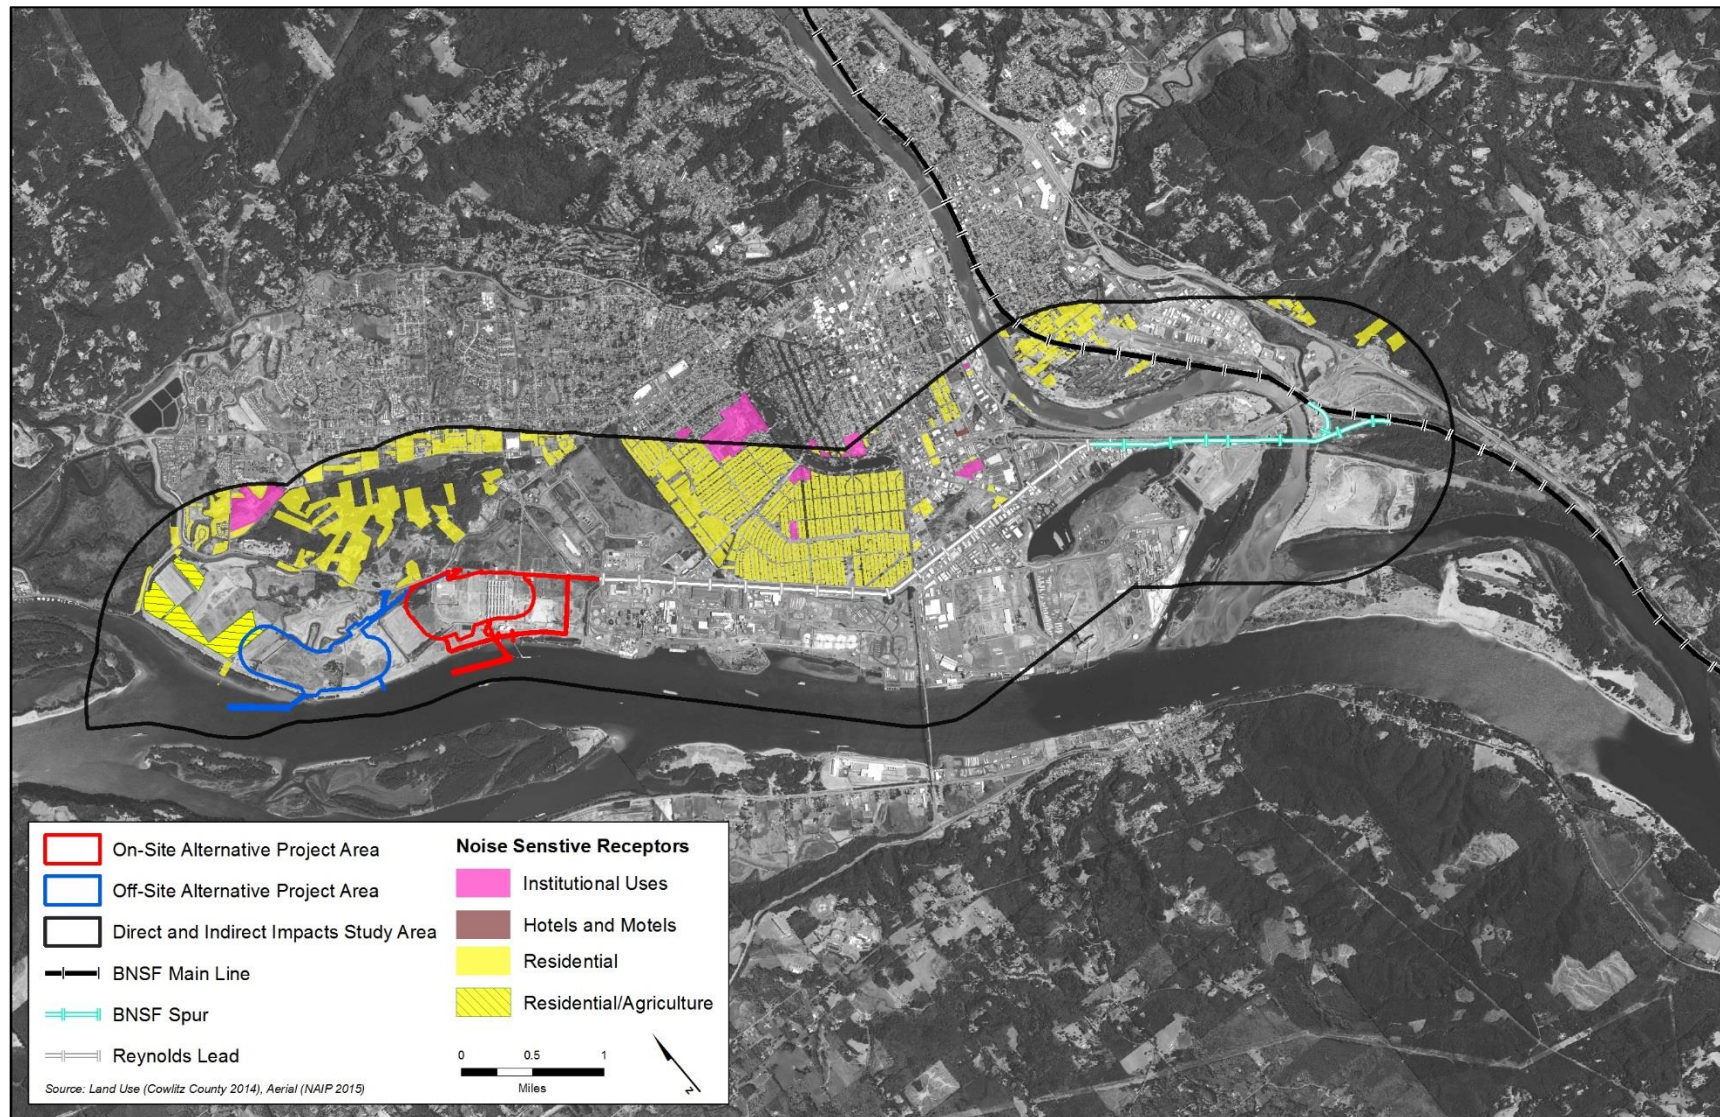 On-Site Alternative Project Area
Off-Site Alternative Project Area
Direct and Indirect Impacts Study Area
BNSF Main Line
BNSF Spur
Reynolds Lead
Source: Land Use (Cowlitz County 2014), Aerial (NAIP 2015)
Noise Senstive Receptors
Institutional Uses
Hotels and Motels
Residential
Residential/Agriculture
0 0.5 1
Miles
N